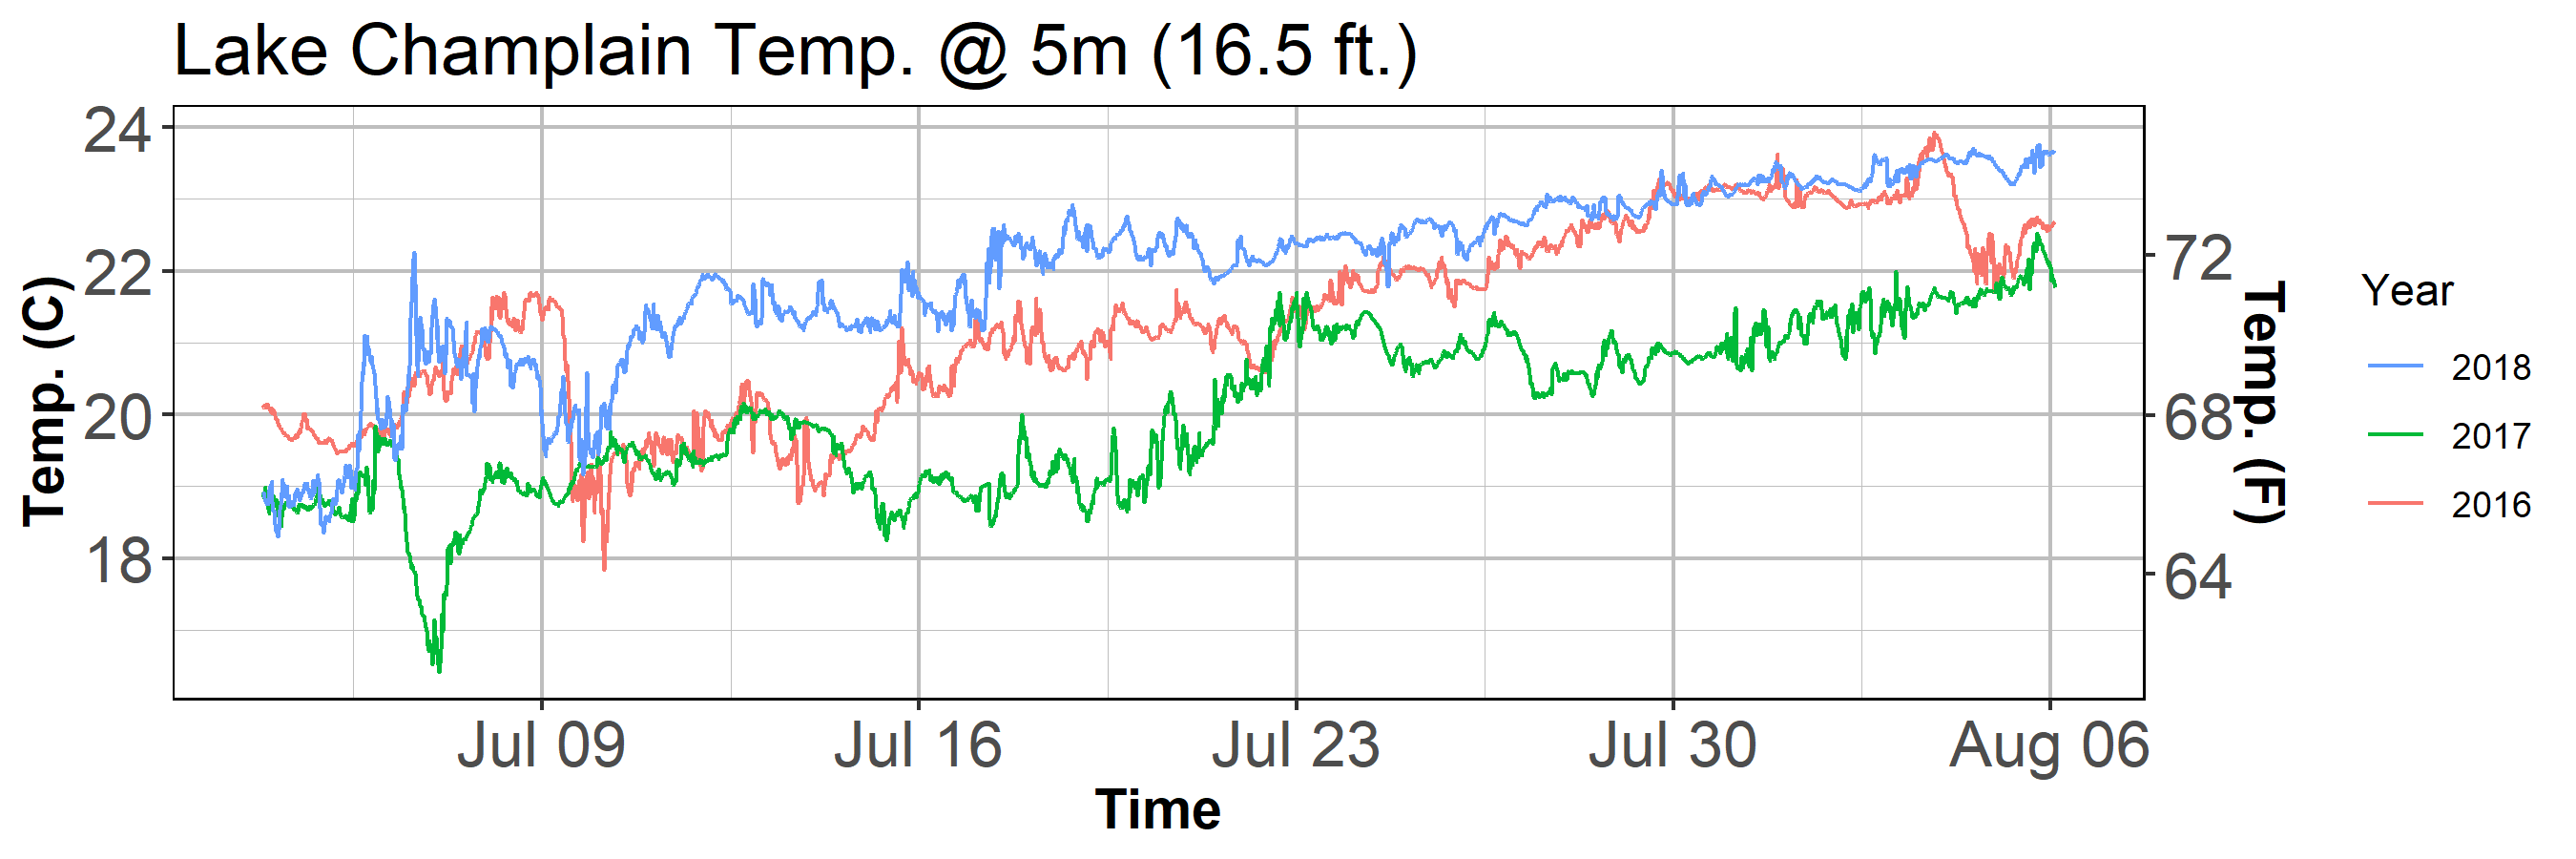 Lake Champlain Temp. @ 5m (16.5 ft.)
Temp. (C)
24
22
20
18
72
68
64
Temp. (F)
Jul 09
Jul 16
Jul 23
Jul 30
Aug 06
Time
Year
2018
2017
2016